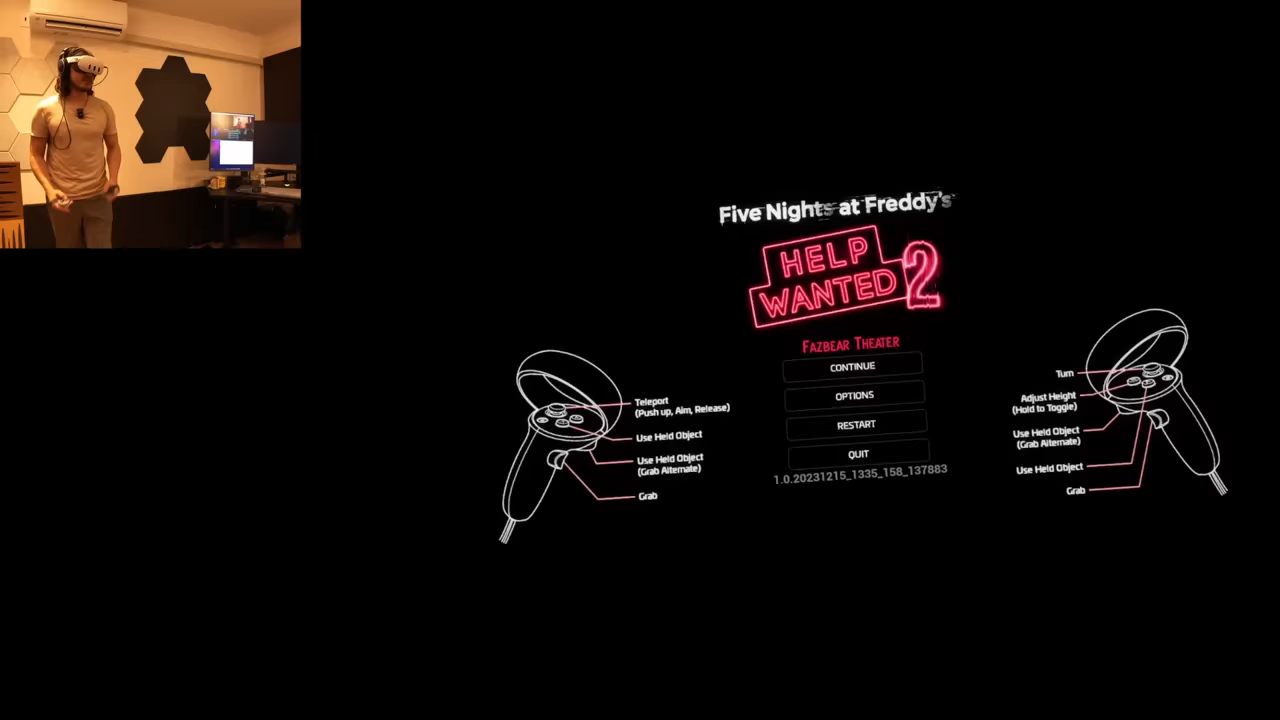 Five Nights at Freddy's
HELP
WANTED 2
FAZBEAR THEATER
CONTINUE
OPTIONS
RESTART
QUIT
1.0.20231215_1335_158_137883
Teleport
(Push up, Aim, Release)
Use Held Object
Use Held Object
(Grab Alternate)
Grab
Turn
Adjust Height
(Hold to Toggle)
Use Held Object
(Grab Alternate)
Use Held Object
Grab